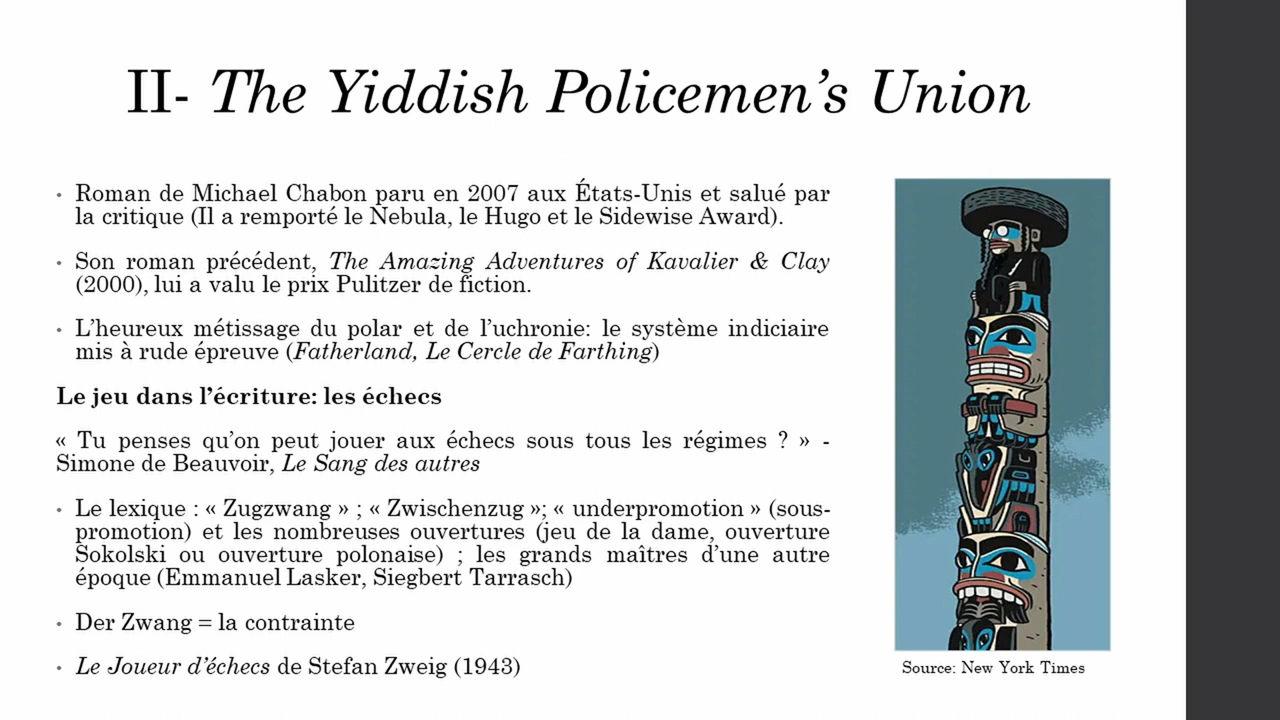 II- The Yiddish Policemen’s Union
• Roman de Michael Chabon paru en 2007 aux États-Unis et salué par
la critique (Il a remporté le Nebula, le Hugo et le Sidewise Award).
• Son roman précédent, The Amazing Adventures of Kavalier & Clay
(2000), lui a valu le prix Pulitzer de fiction.
• L’heureux métissage du polar et de l’uchronie: le système indiciaire
mis à rude épreuve (Fatherland, Le Cercle de Farthing)
Le jeu dans l’écriture: les échecs
« Tu penses qu’on peut jouer aux échecs sous tous les régimes ? » -
Simone de Beauvoir, Le Sang des autres
• Le lexique : « Zugzwang » ; « Zwischenzug »; « underpromotion » (sous-
promotion) et les nombreuses ouvertures (jeu de la dame, ouverture
Sokolski ou ouverture polonaise) ; les grands maîtres d’une autre
époque (Emmanuel Lasker, Siegbert Tarrasch)
• Der Zwang = la contrainte
• Le Joueur d’échecs de Stefan Zweig (1943)
Source: New York Times